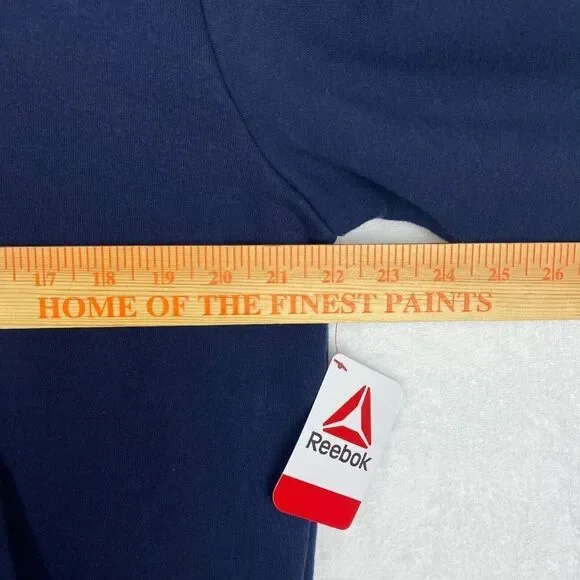 17 18 19 20 21 22 23 24 25 26
HOME OF THE FINEST PAINTS
Reebok